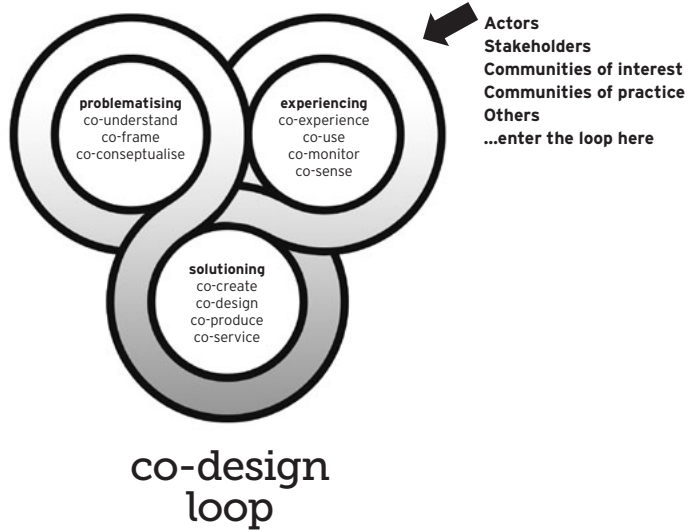 problematising
co-understand
co-frame
co-conseptualise
experiencing
co-experience
co-use
co-monitor
co-sense
Actors
Stakeholders
Communities of interest
Communities of practice
Others
...enter the loop here
solutioning
co-create
co-design
co-produce
co-service
co-design
loop